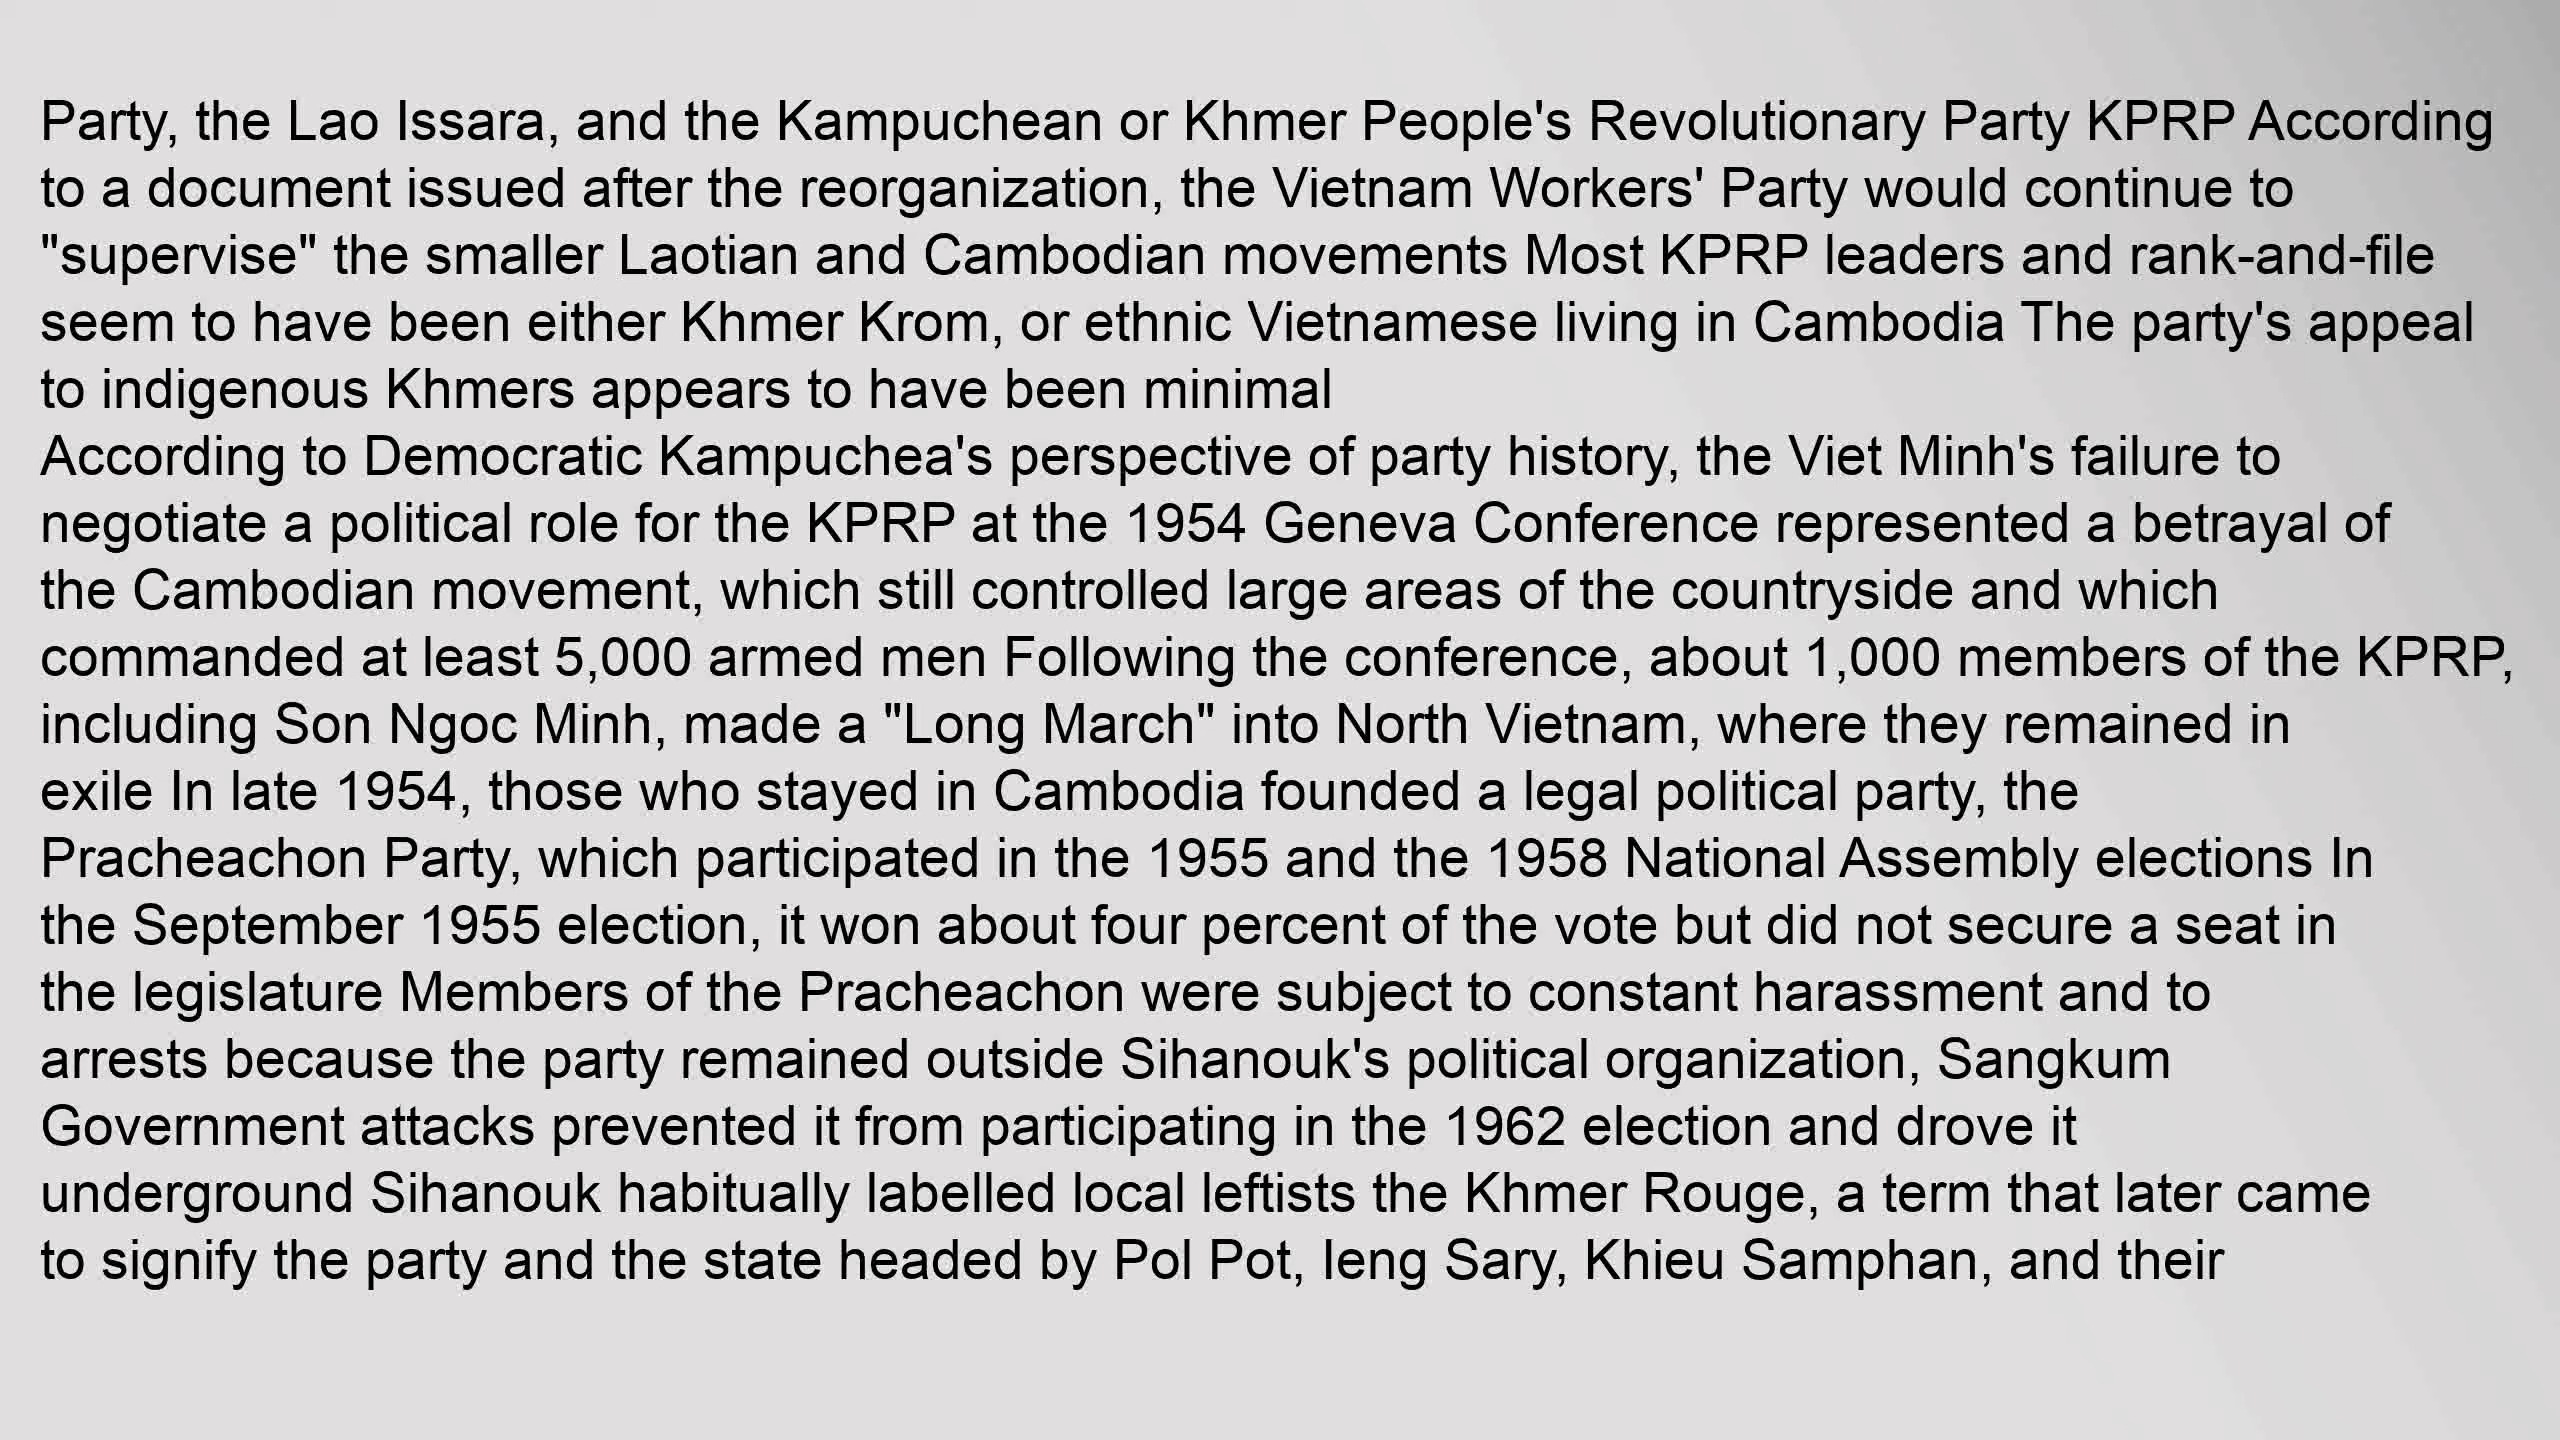 Party, the Lao Issara, and the Kampuchean or Khmer People's Revolutionary Party KPRP According
to a document issued after the reorganization, the Vietnam Workers' Party would continue to
"supervise" the smaller Laotian and Cambodian movements Most KPRP leaders and rank-and-file
seem to have been either Khmer Krom, or ethnic Vietnamese living in Cambodia The party's appeal
to indigenous Khmers appears to have been minimal
According to Democratic Kampuchea's perspective of party history, the Viet Minh's failure to
negotiate a political role for the KPRP at the 1954 Geneva Conference represented a betrayal of
the Cambodian movement, which still controlled large areas of the countryside and which
commanded at least 5,000 armed men Following the conference, about 1,000 members of the KPRP,
including Son Ngoc Minh, made a "Long March" into North Vietnam, where they remained in
exile In late 1954, those who stayed in Cambodia founded a legal political party, the
Pracheachon Party, which participated in the 1955 and the 1958 National Assembly elections In
the September 1955 election, it won about four percent of the vote but did not secure a seat in
the legislature Members of the Pracheachon were subject to constant harassment and to
arrests because the party remained outside Sihanouk's political organization, Sangkum
Government attacks prevented it from participating in the 1962 election and drove it
underground Sihanouk habitually labelled local leftists the Khmer Rouge, a term that later came
to signify the party and the state headed by Pol Pot, Ieng Sary, Khieu Samphan, and their